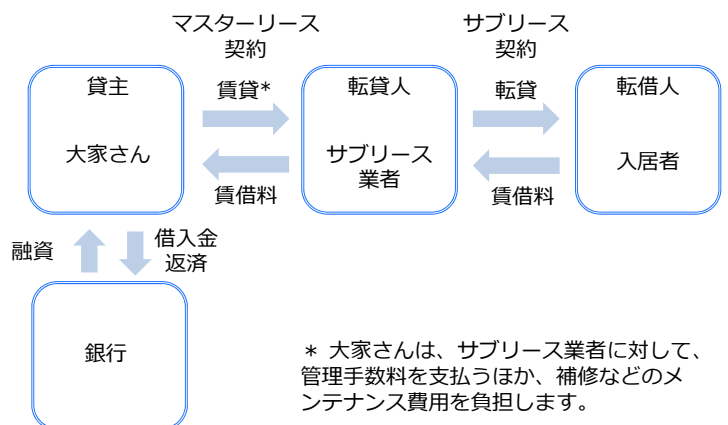 マスターリース
契約
サブリース
契約
貸主
大家さん
賃貸*
賃借料
転貸人
サブリース
業者
転貸
賃借料
転借人
入居者
融資
借入金
返済
銀行
* 大家さんは、サブリース業者に対して、
管理手数料を支払うほか、補修などのメ
ンテナンス費用を負担します。